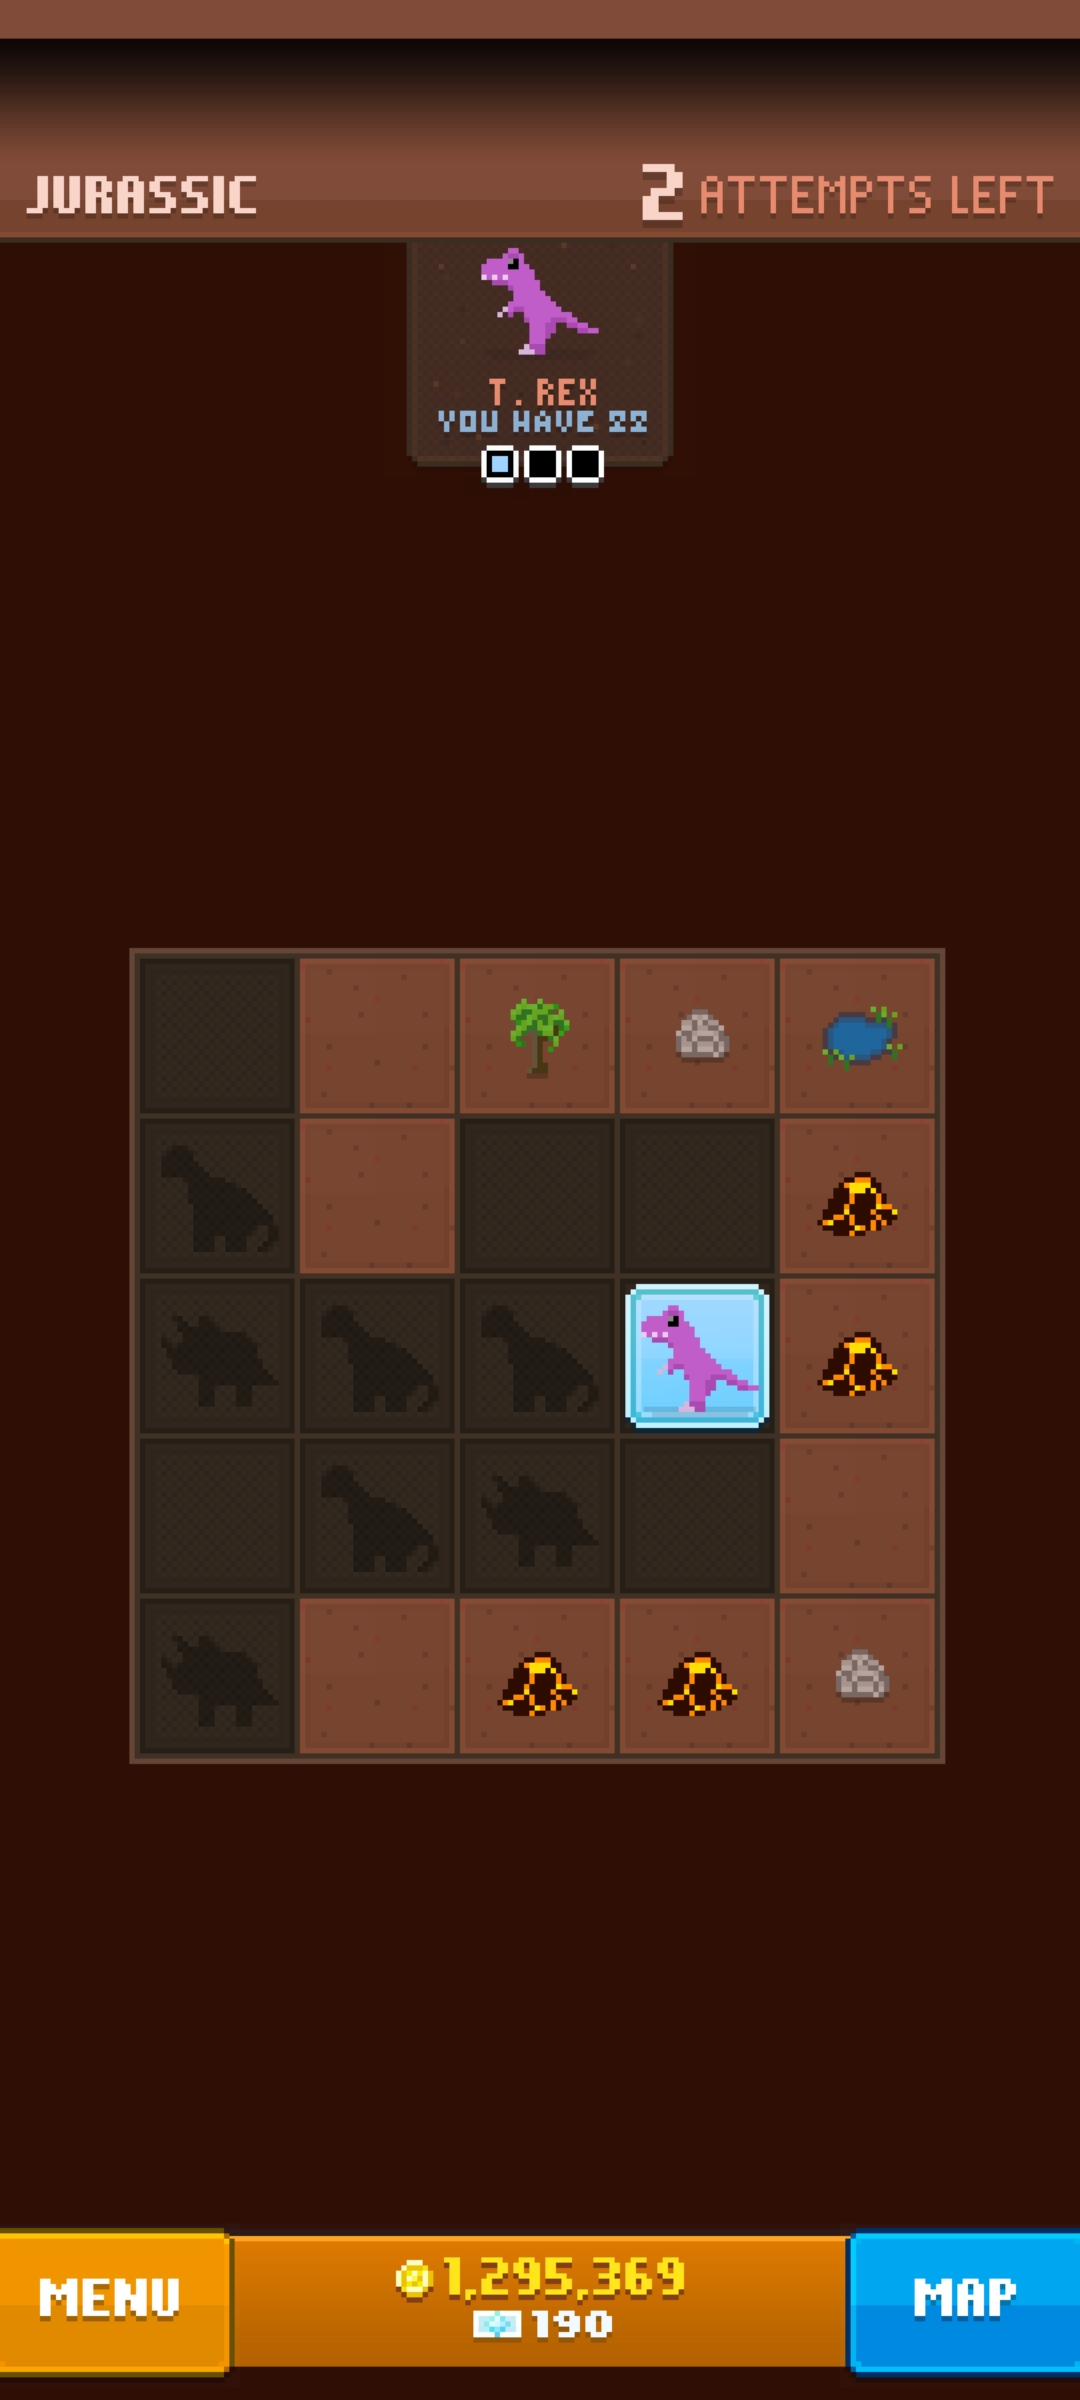 JURASSIC
2 ATTEMPTS LEFT
T. REX
YOU HAVE 22
MENU
1,295,369
190
MAP